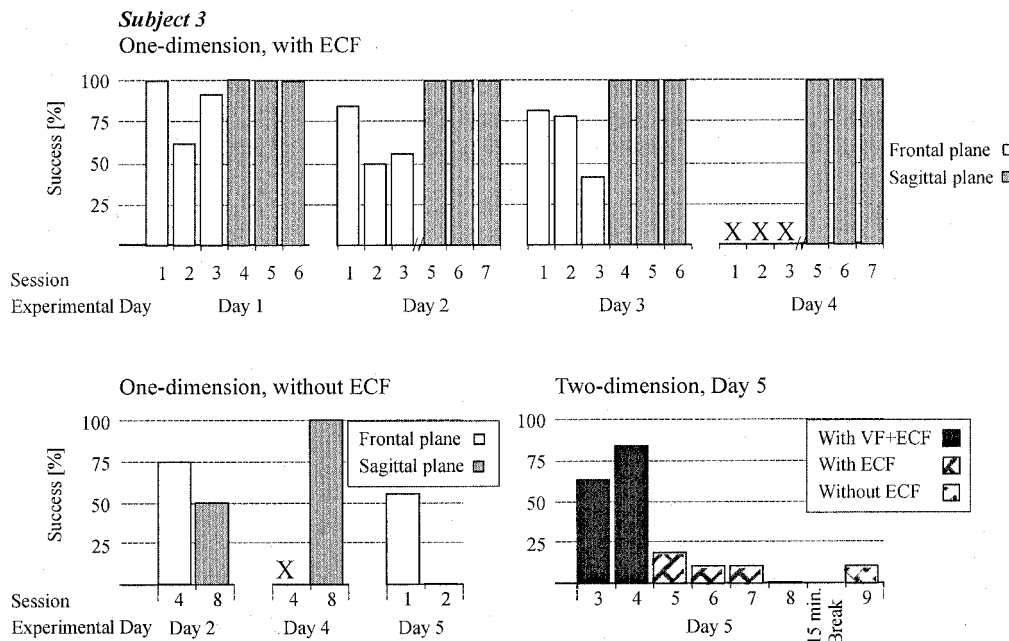 Subject 3
One-dimension, with ECF
100
75
50
25
Success [%]
X X X
Frontal plane
Sagittal plane
Session 1 2 3 4 5 6 1 2 3 5 6 7 1 2 3 4 5 6 1 2 3 5 6 7
Experimental Day Day 1 Day 2 Day 3 Day 4
One-dimension, without ECF
100
75
50
25
Success [%]
Frontal plane
Sagittal plane
X
Session 4 8 4 8 1 2
Experimental Day Day 2 Day 4 Day 5
Two-dimension, Day 5
100
75
50
25
With VF+ECF
With ECF
Without ECF
3 4 5 6 7 8 15 min. Break 9
Day 5